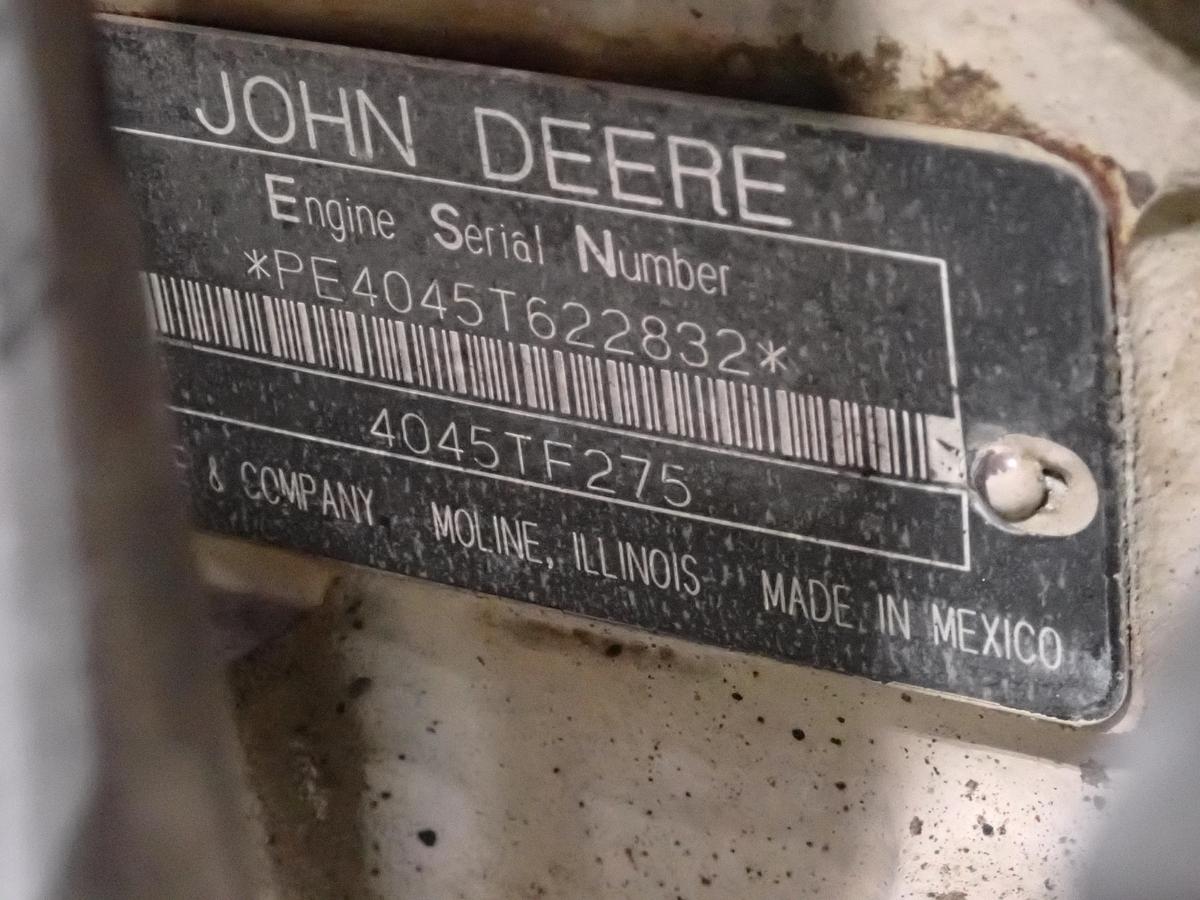 JOHN DEERE
Engine Serial Number
*PE4045T622832*
4045TF275
& COMPANY MOLINE, ILLINOIS MADE IN MEXICO